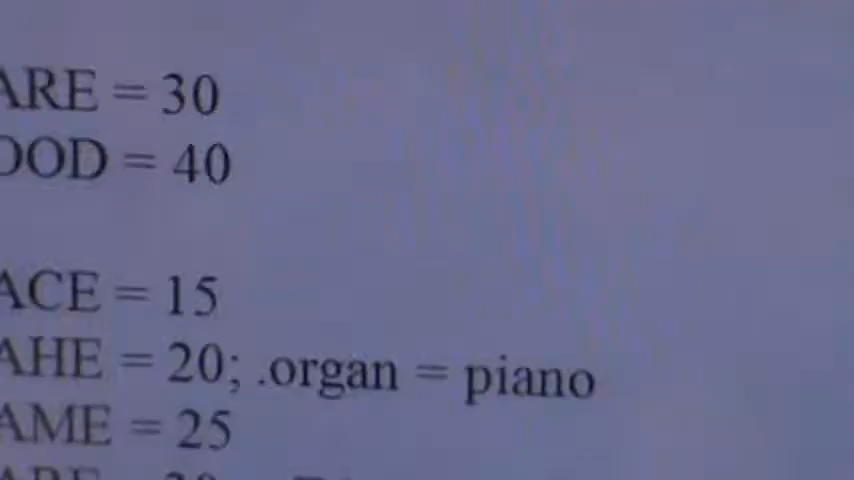 ARE = 30
OOD = 40
ACE = 15
AHE = 20; .organ = piano
AME = 25